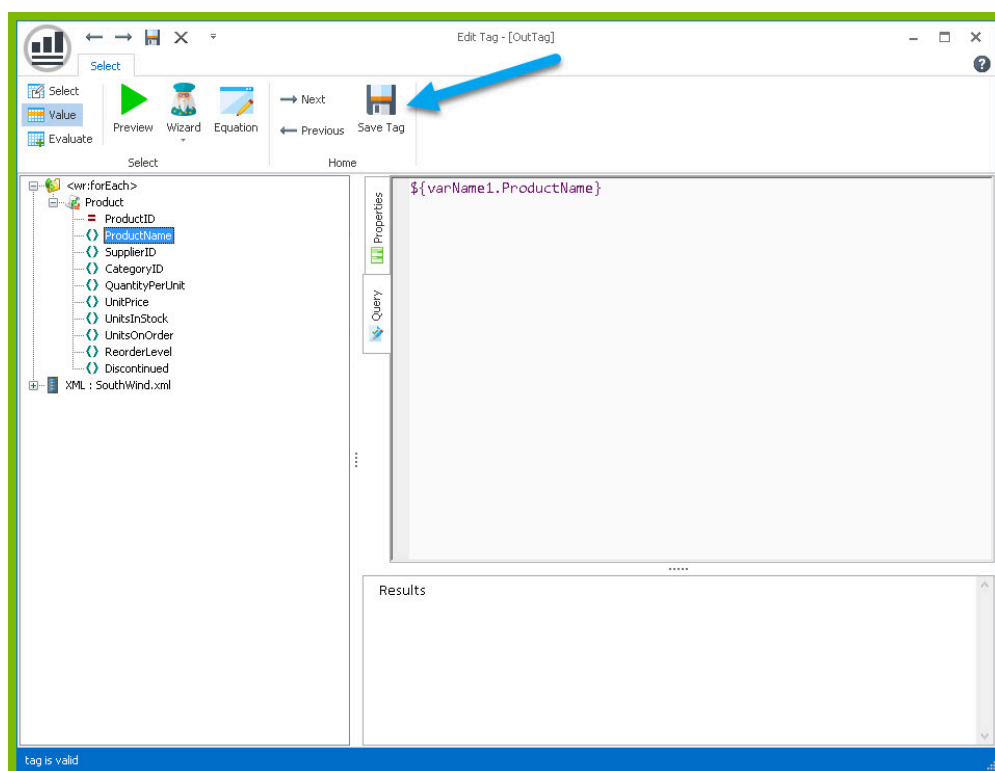 Edit Tag - [OutTag]
Select
Select
Value
Evaluate
Preview
Wizard
Equation
Select
Next
Previous
Save Tag
Home
<wr:forEach>
Product
ProductID
ProductName
SupplierID
CategoryID
QuantityPerUnit
UnitPrice
UnitsInStock
UnitsOnOrder
ReorderLevel
Discontinued
XML : SouthWind.xml
Properties
Query
${varName1.ProductName}
Results
tag is valid